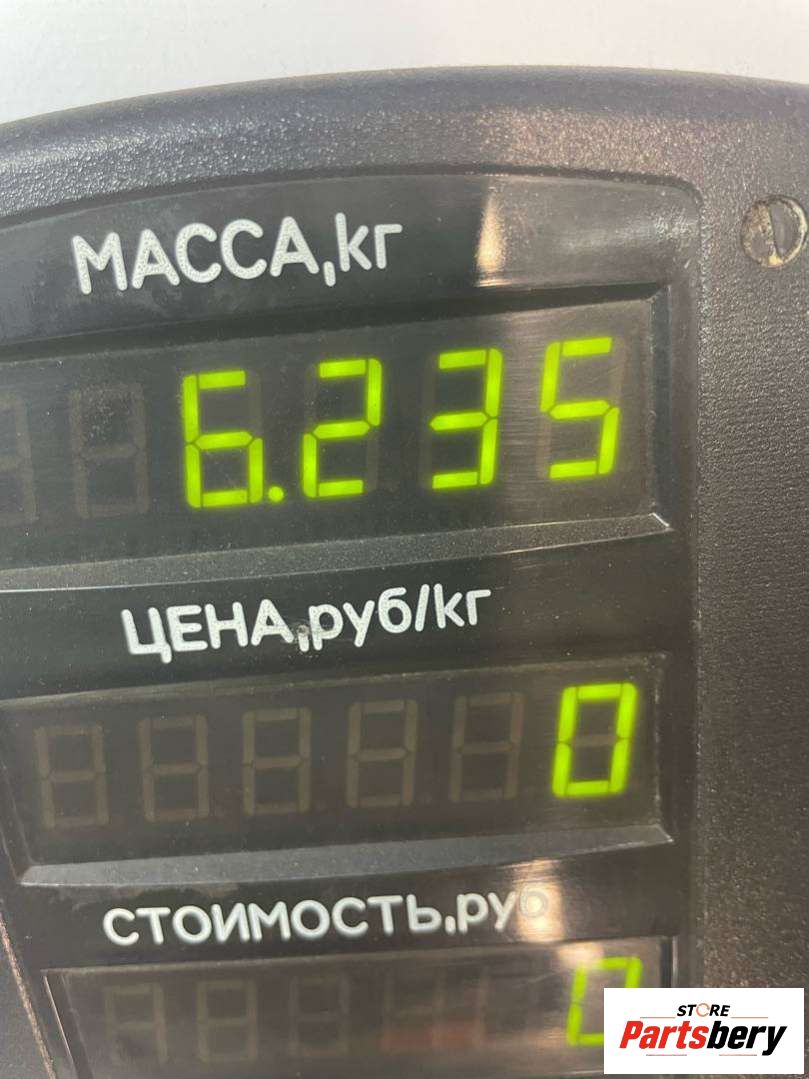 МАССА,кг
6.235
ЦЕНА,руб/кг
0
СТОИМОСТЬ,руб
0
STORE
Partsbery